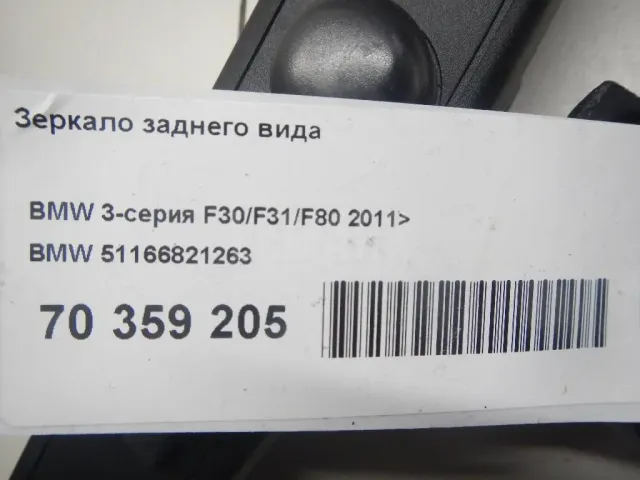 Зеркало заднего вида
BMW 3-серия F30/F31/F80 2011>
BMW 51166821263
70 359 205